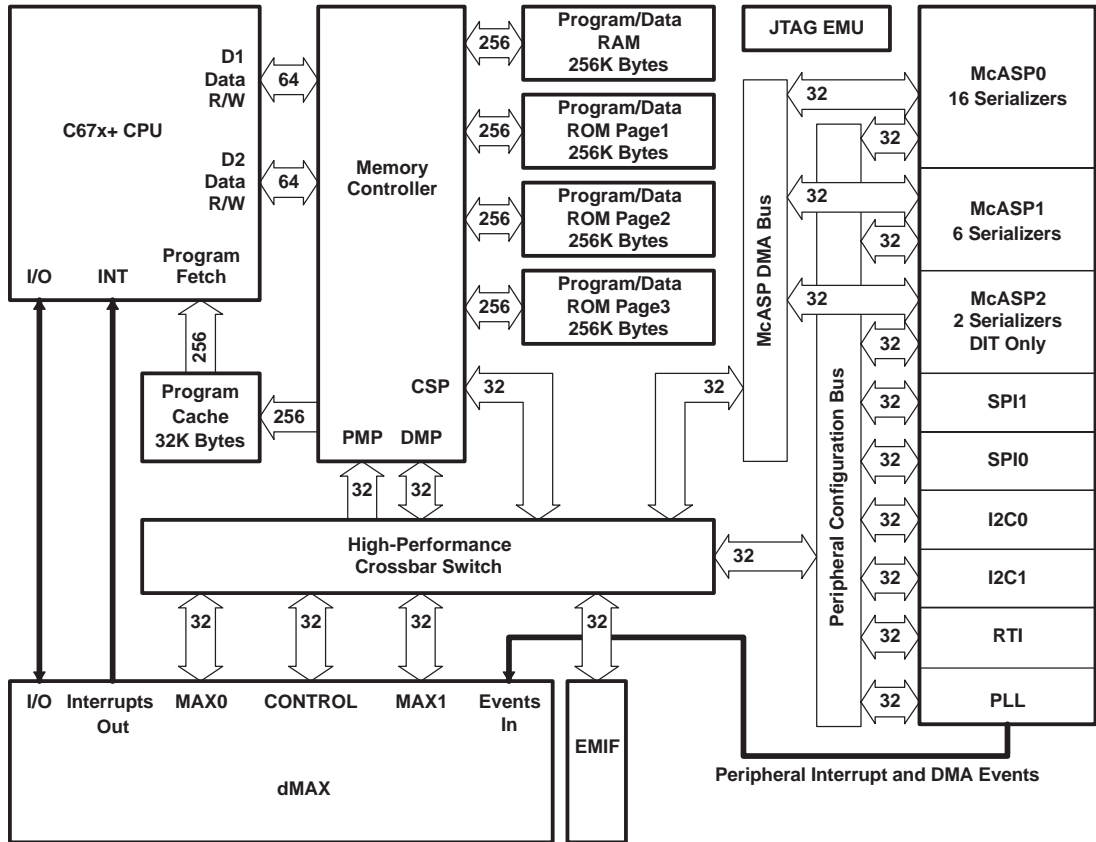 C67x+ CPU
D1
Data
R/W
D2
Data
R/W
Program
Fetch
I/O
INT
64
64
256
Program
Cache
32K Bytes
256
Memory
Controller
CSP
PMP
DMP
256
256
256
256
Program/Data
RAM
256K Bytes
Program/Data
ROM Page1
256K Bytes
Program/Data
ROM Page2
256K Bytes
Program/Data
ROM Page3
256K Bytes
JTAG EMU
McASP DMA Bus
Peripheral Configuration Bus
32
32
32
32
32
32
32
32
32
32
32
32
McASP0
16 Serializers
McASP1
6 Serializers
McASP2
2 Serializers
DIT Only
SPI1
SPI0
I2C0
I2C1
RTI
PLL
32
32
32
32
32
High-Performance
Crossbar Switch
32
32
32
32
I/O
Interrupts
Out
MAX0
CONTROL
MAX1
Events
In
dMAX
EMIF
Peripheral Interrupt and DMA Events